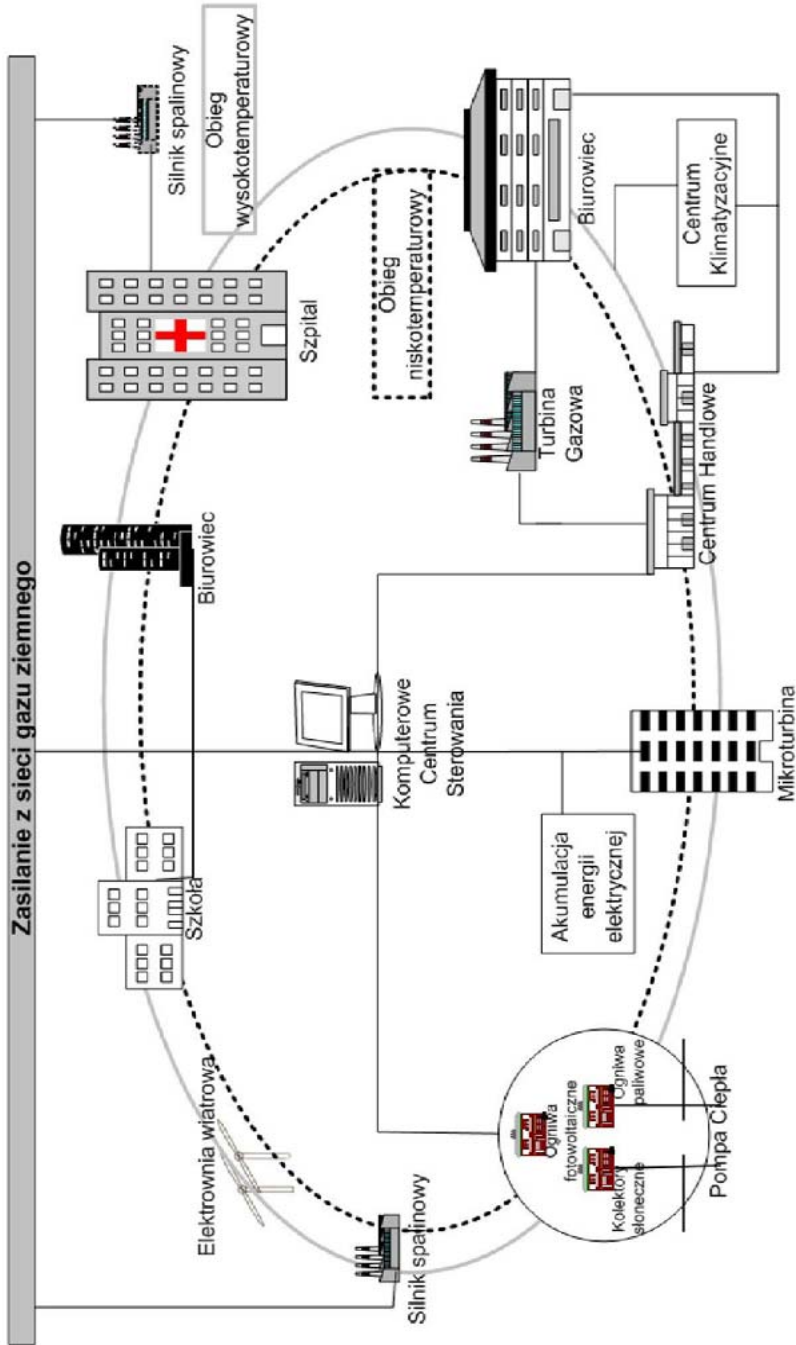 Zasilanie z sieci gazu ziemnego
Silnik spalinowy
Obieg
wysokotemperaturowy
Szpital
Biurowiec
Szkoła
Elektrownia wiatrowa
Silnik spalinowy
Obieg
niskotemperaturowy
Komputerowe
Centrum
Sterowania
Turbina
Gazowa
Biurowiec
Centrum
Klimatyzacyjne
Centrum Handlowe
Akumulacja
energii
elektrycznej
Mikroturbina
Ogniwa
fotowoltaiczne
Kolektory
słoneczne
Ogniwa
paliwowe
Pompa Ciepła